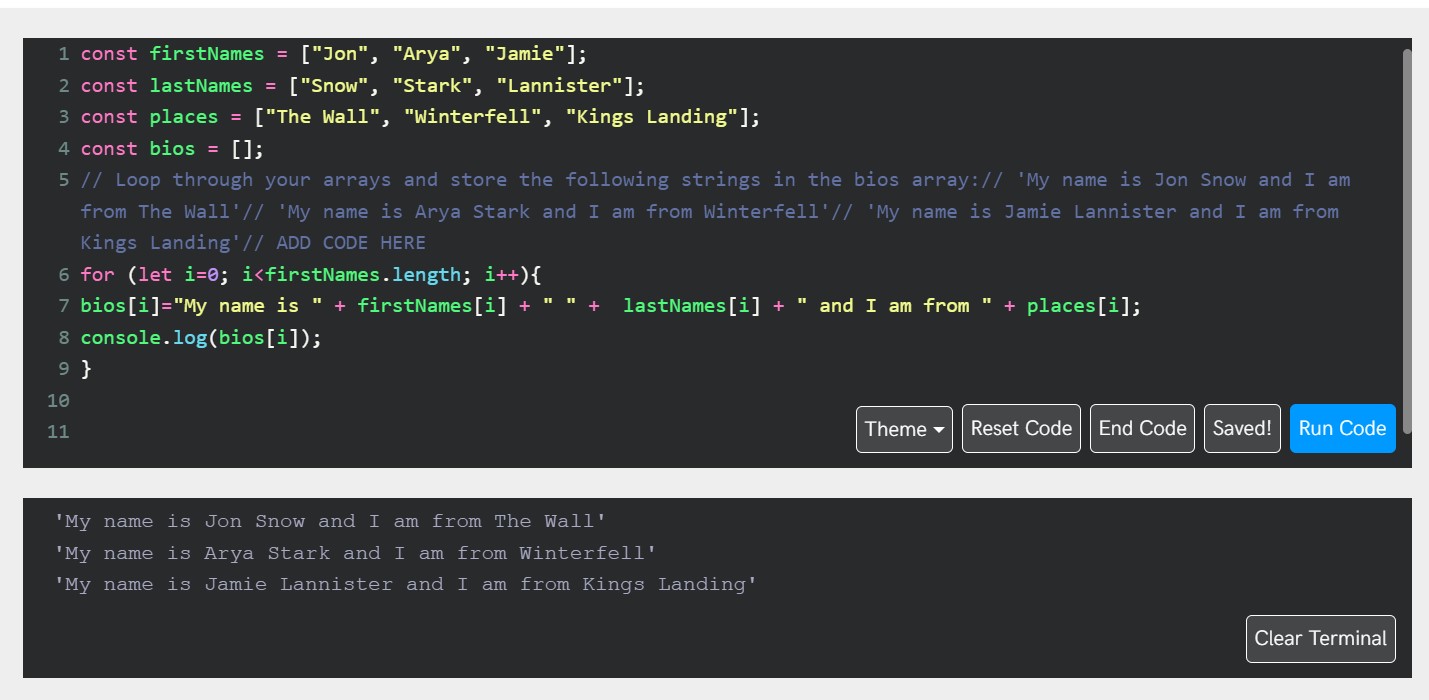 1 const firstNames = ["Jon", "Arya", "Jamie"];
2 const lastNames = ["Snow", "Stark", "Lannister"];
3 const places = ["The Wall", "Winterfell", "Kings Landing"];
4 const bios = [];
5 // Loop through your arrays and store the following strings in the bios array:// 'My name is Jon Snow and I am
from The Wall'// 'My name is Arya Stark and I am from Winterfell'// 'My name is Jamie Lannister and I am from
Kings Landing'// ADD CODE HERE
6 for (let i=0; i<firstNames.length; i++){
7 bios[i]="My name is " + firstNames[i] + " " +  lastNames[i] + " and I am from " + places[i];
8 console.log(bios[i]);
9 }
10
11
Theme Reset Code End Code Saved! Run Code
'My name is Jon Snow and I am from The Wall'
'My name is Arya Stark and I am from Winterfell'
'My name is Jamie Lannister and I am from Kings Landing'
Clear Terminal